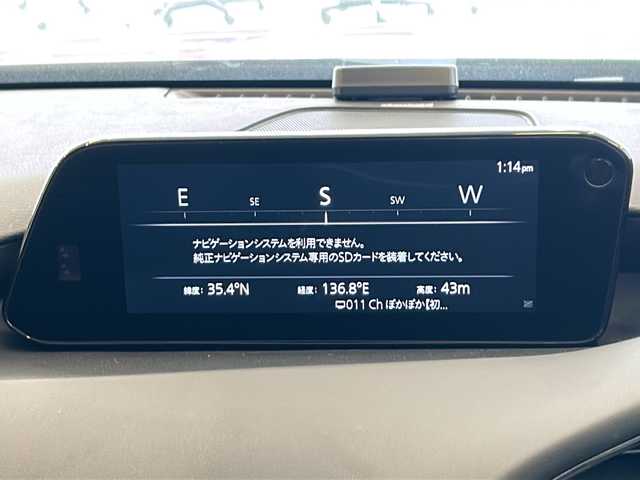 1:14pm
E SE S SW W
ナビゲーションシステムを利用できません。
純正ナビゲーションシステム専用のSDカードを装着してください。
緯度: 35.4°N 経度: 136.8°E 高度: 43m
011 Ch ぽかぽか【初...